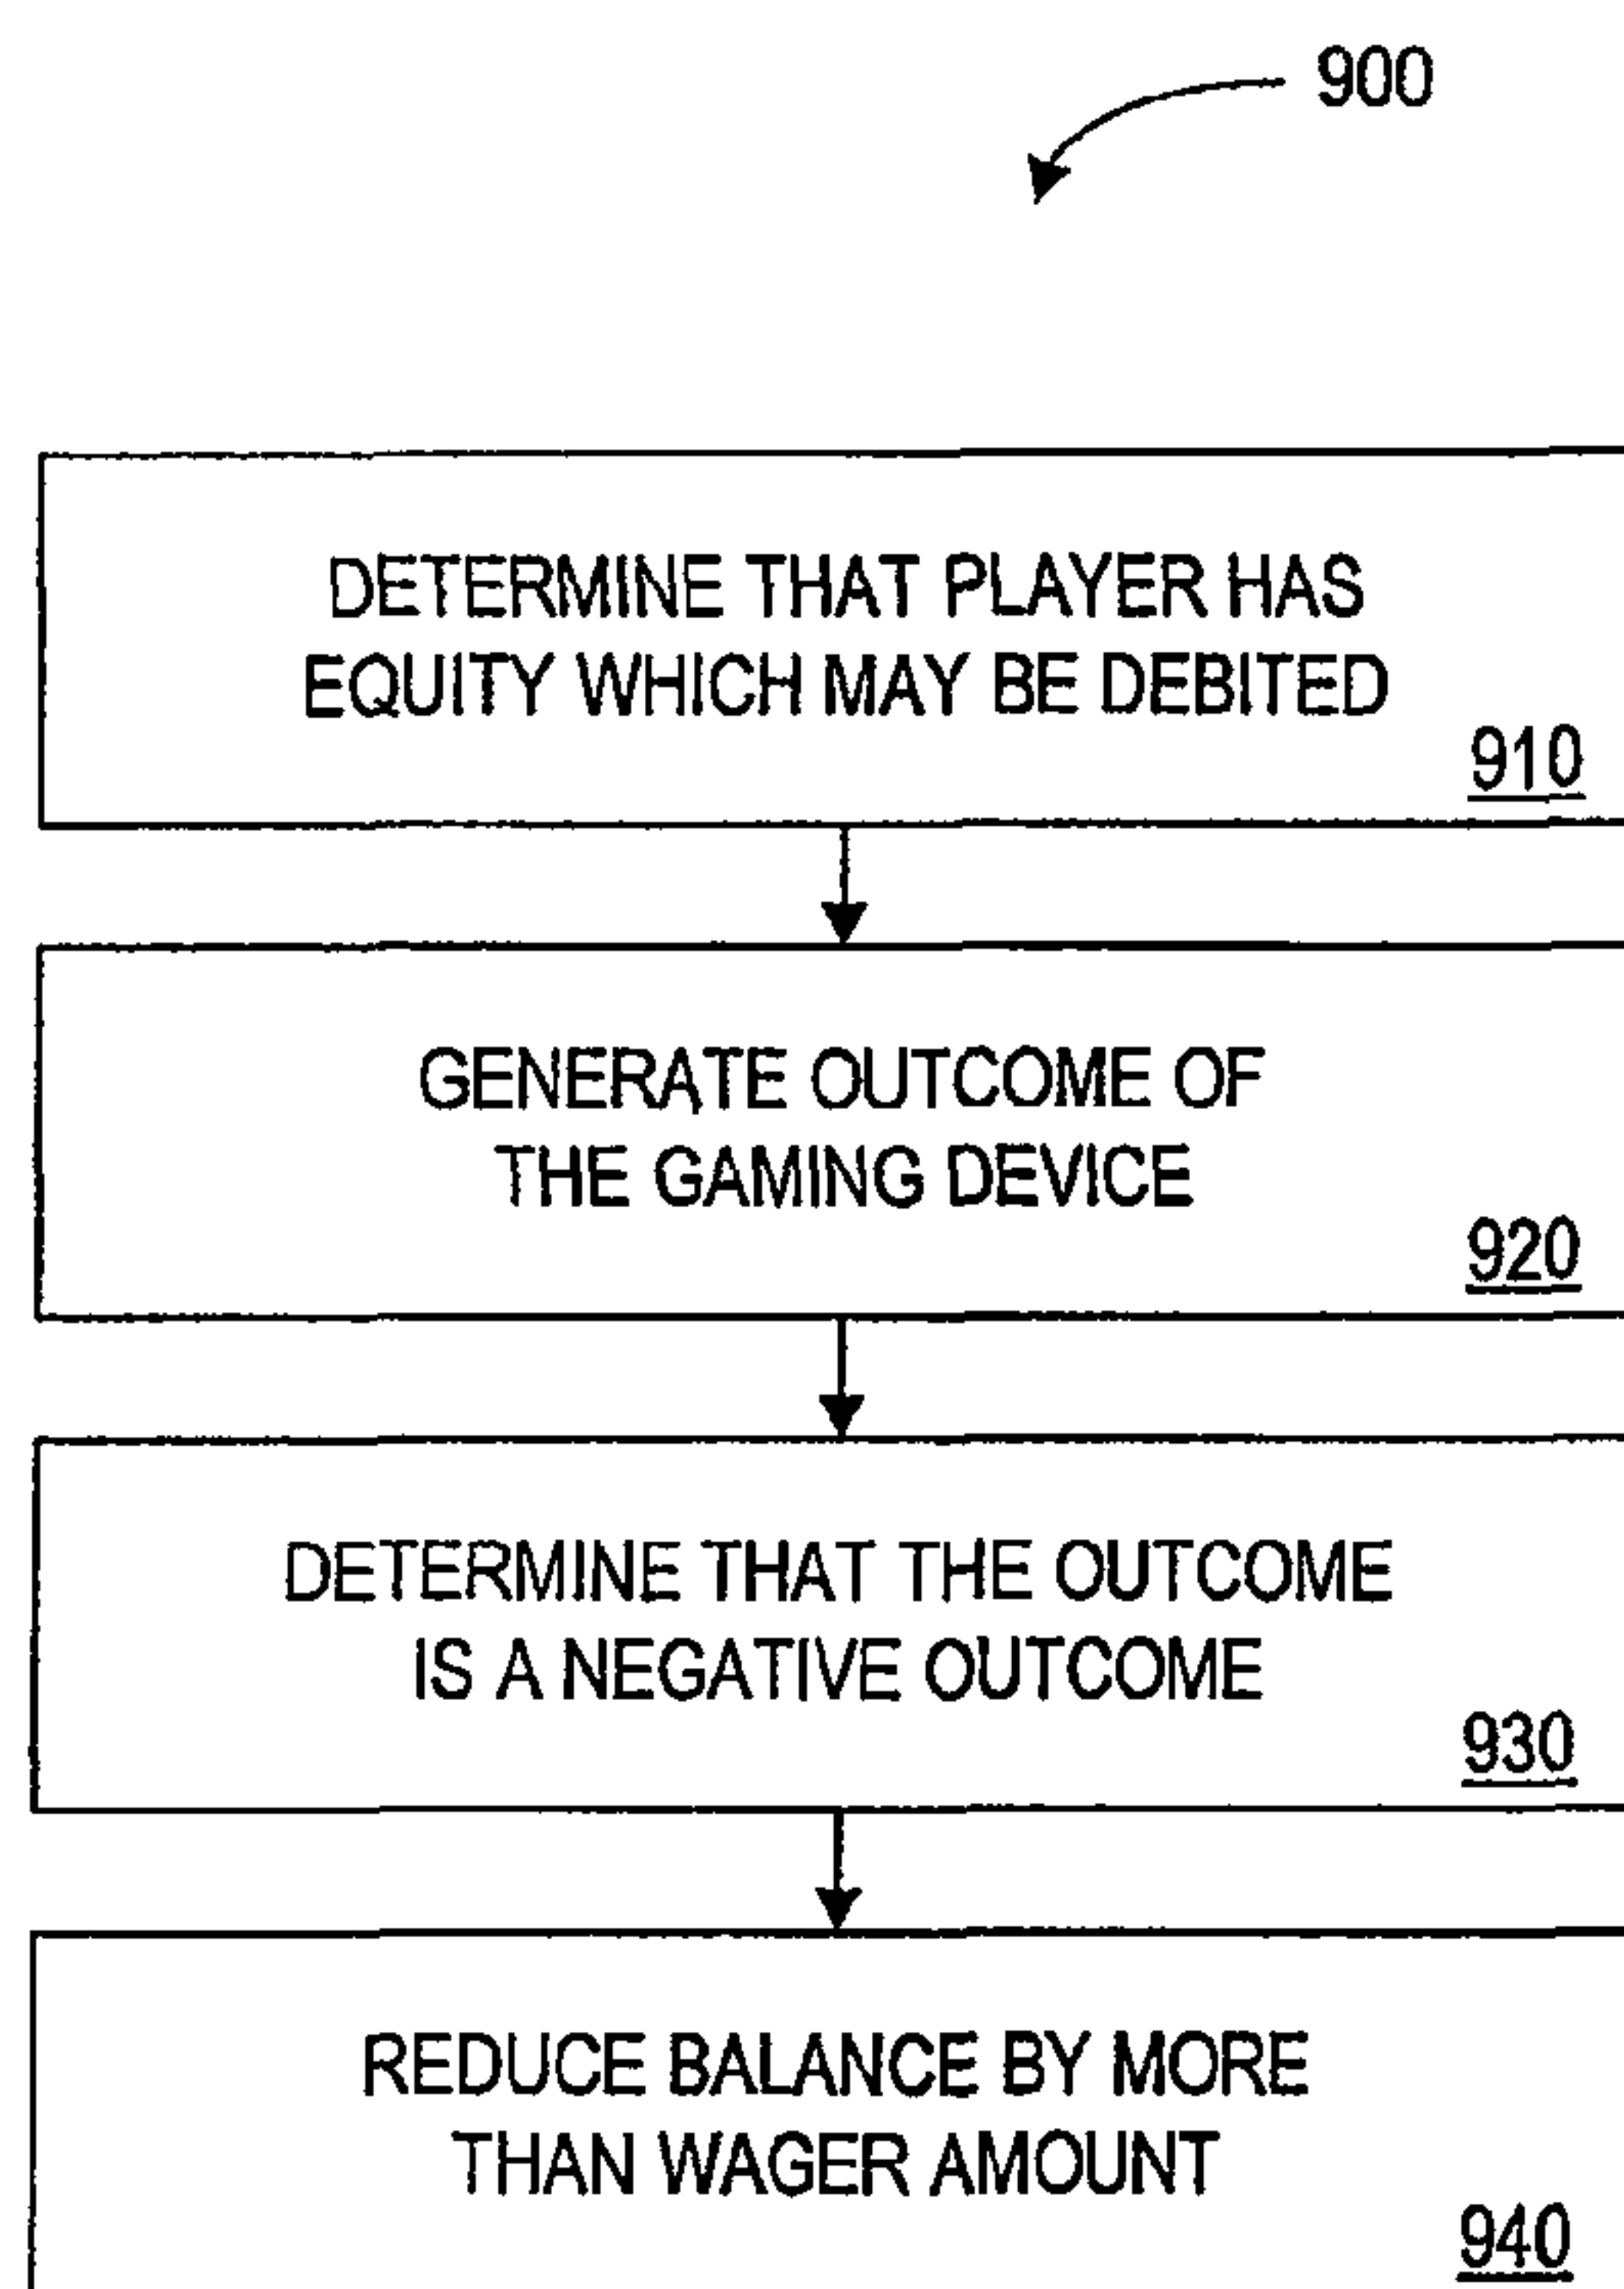 900
DETERMINE THAT PLAYER HAS
EQUITY WHICH MAY BE DEBITED
910
GENERATE OUTCOME OF
THE GAMING DEVICE
920
DETERMINE THAT THE OUTCOME
IS A NEGATIVE OUTCOME
930
REDUCE BALANCE BY MORE
THAN WAGER AMOUNT
940